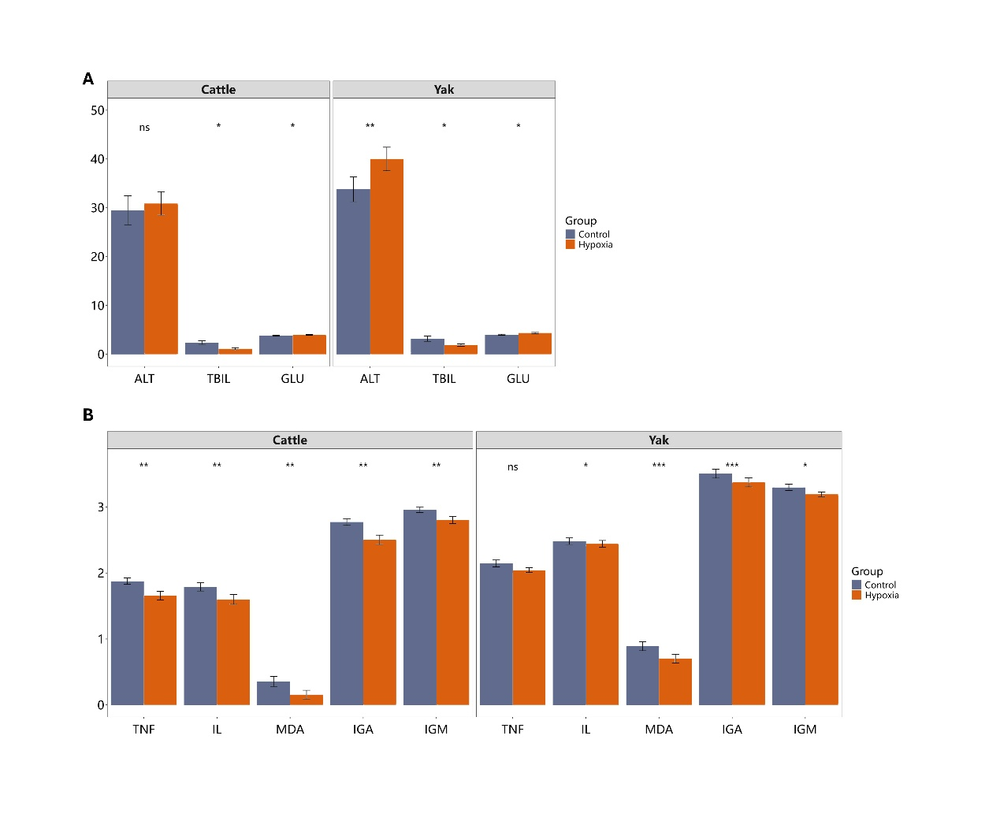 A
Cattle Yak
50
ns * * ** * *
40
30
20
10
0
ALT TBIL GLU ALT TBIL GLU
Group
Control
Hypoxia
B
Cattle Yak
** ** ** ** ** ns * *** *** *
3
2
1
0
TNF IL MDA IGA IGM TNF IL MDA IGA IGM
Group
Control
Hypoxia